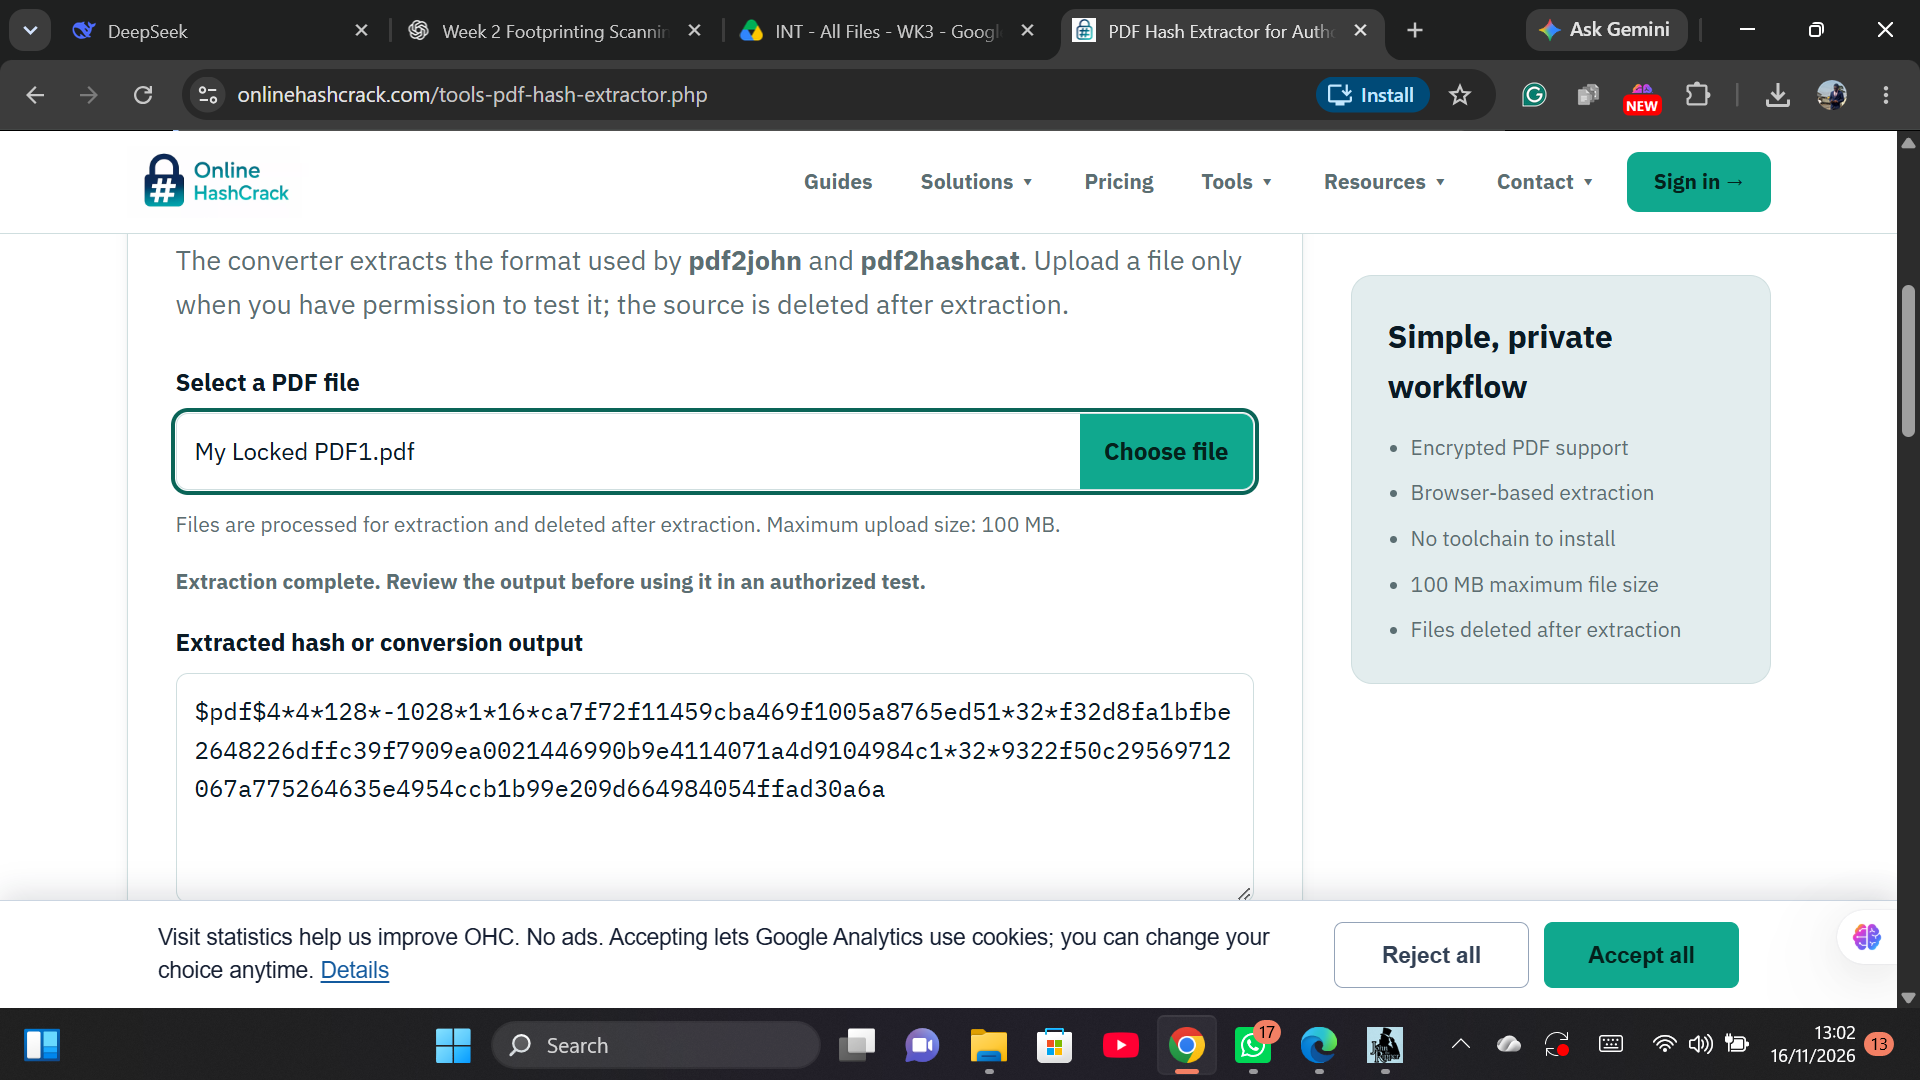 DeepSeek
Week 2 Footprinting Scannin
INT - All Files - WK3 - Googl
PDF Hash Extractor for Auth
Ask Gemini
onlinehashcrack.com/tools-pdf-hash-extractor.php
Install
NEW
Online
HashCrack
#
Guides
Solutions
Pricing
Tools
Resources
Contact
Sign in →
The converter extracts the format used by pdf2john and pdf2hashcat. Upload a file only
when you have permission to test it; the source is deleted after extraction.
Select a PDF file
My Locked PDF1.pdf
Choose file
Files are processed for extraction and deleted after extraction. Maximum upload size: 100 MB.
Extraction complete. Review the output before using it in an authorized test.
Extracted hash or conversion output
$pdf$4*4*128*-1028*1*16*ca7f72f11459cba469f1005a8765ed51*32*f32d8fa1bfbe
2648226dffc39f7909ea0021446990b9e4114071a4d9104984c1*32*9322f50c29569712
067a775264635e4954ccb1b99e209d664984054ffad30a6a
Simple, private
workflow
• Encrypted PDF support
• Browser-based extraction
• No toolchain to install
• 100 MB maximum file size
• Files deleted after extraction
Visit statistics help us improve OHC. No ads. Accepting lets Google Analytics use cookies; you can change your
choice anytime. Details
Reject all
Accept all
Search
17
13:02
16/11/2026
13